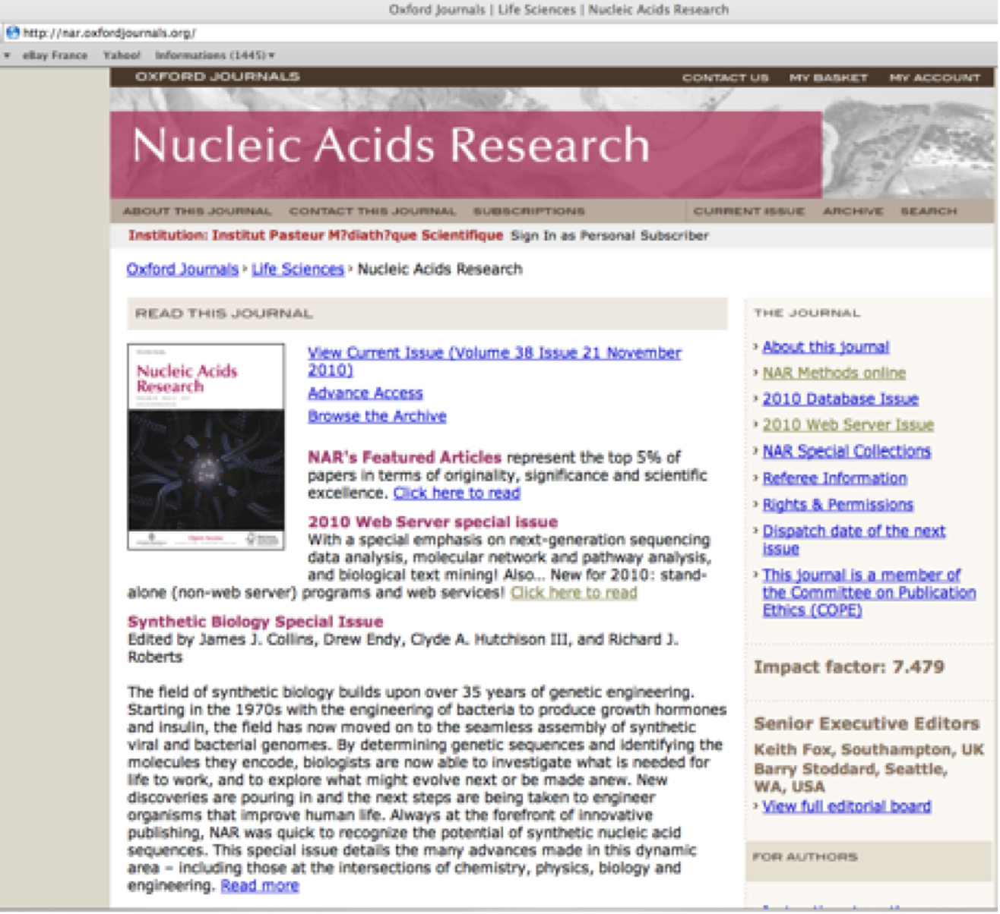 Oxford Journals | Life Sciences | Nucleic Acids Research
http://nar.oxfordjournals.org/
eBay France Yahoo! Informations (1445)
OXFORD JOURNALS CONTACT US MY BASKET MY ACCOUNT
Nucleic Acids Research
ABOUT THIS JOURNAL CONTACT THIS JOURNAL SUBSCRIPTIONS CURRENT ISSUE ARCHIVE SEARCH
Institution: Institut Pasteur M?diath?que Scientifique Sign In as Personal Subscriber
Oxford Journals › Life Sciences › Nucleic Acids Research
READ THIS JOURNAL
Nucleic Acids
Research
Open Access
View Current Issue (Volume 38 Issue 21 November
2010)
Advance Access
Browse the Archive
NAR's Featured Articles represent the top 5% of
papers in terms of originality, significance and scientific
excellence. Click here to read
2010 Web Server special issue
With a special emphasis on next-generation sequencing
data analysis, molecular network and pathway analysis,
and biological text mining! Also... New for 2010: stand-
alone (non-web server) programs and web services! Click here to read
Synthetic Biology Special Issue
Edited by James J. Collins, Drew Endy, Clyde A. Hutchison III, and Richard J.
Roberts
The field of synthetic biology builds upon over 35 years of genetic engineering.
Starting in the 1970s with the engineering of bacteria to produce growth hormones
and insulin, the field has now moved on to the seamless assembly of synthetic
viral and bacterial genomes. By determining genetic sequences and identifying the
molecules they encode, biologists are now able to investigate what is needed for
life to work, and to explore what might evolve next or be made anew. New
discoveries are pouring in and the next steps are being taken to engineer
organisms that improve human life. Always at the forefront of innovative
publishing, NAR was quick to recognize the potential of synthetic nucleic acid
sequences. This special issue details the many advances made in this dynamic
area – including those at the intersections of chemistry, physics, biology and
engineering. Read more
THE JOURNAL
› About this journal
› NAR Methods online
› 2010 Database Issue
› 2010 Web Server Issue
› NAR Special Collections
› Referee Information
› Rights & Permissions
› Dispatch date of the next
issue
› This journal is a member of
the Committee on Publication
Ethics (COPE)
Impact factor: 7.479
Senior Executive Editors
Keith Fox, Southampton, UK
Barry Stoddard, Seattle,
WA, USA
› View full editorial board
FOR AUTHORS